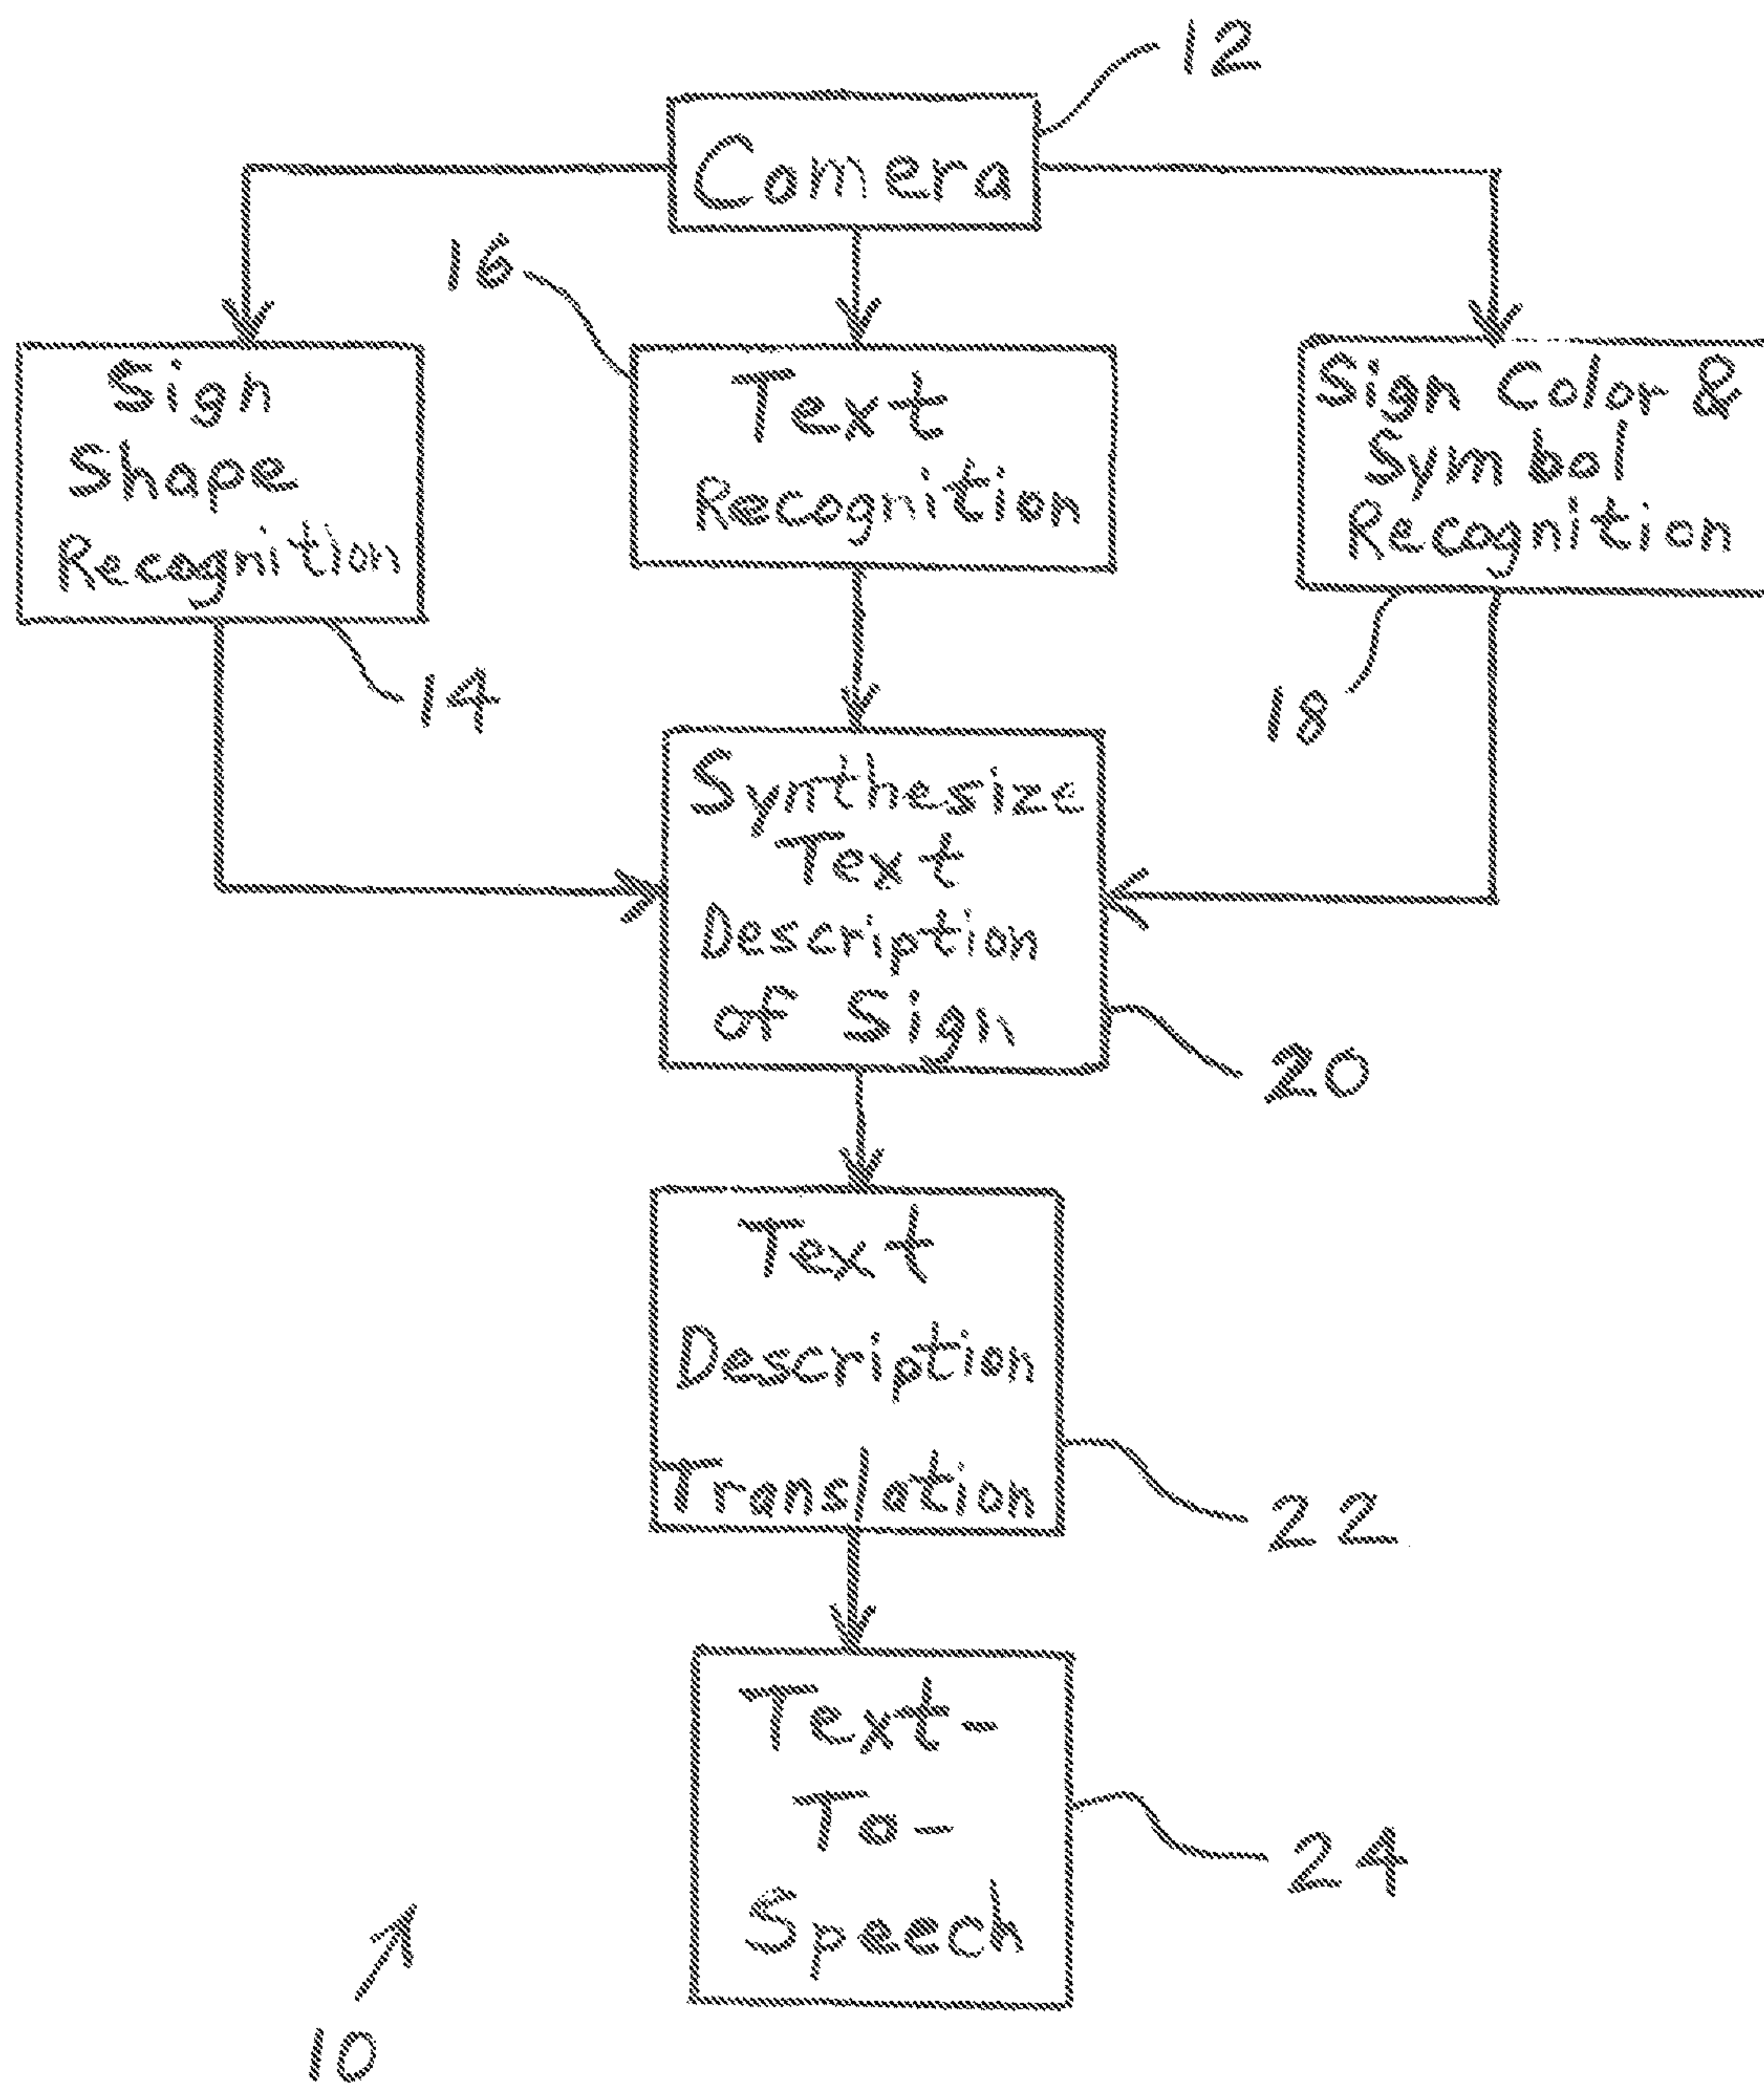 12
Camera
16
Sign
Shape
Recognition
Text
Recognition
Sign Color &
Symbol
Recognition
14
18
Synthesize
Text
Description
of Sign
20
Text
Description
Translation
22
Text-
To-
Speech
24
10